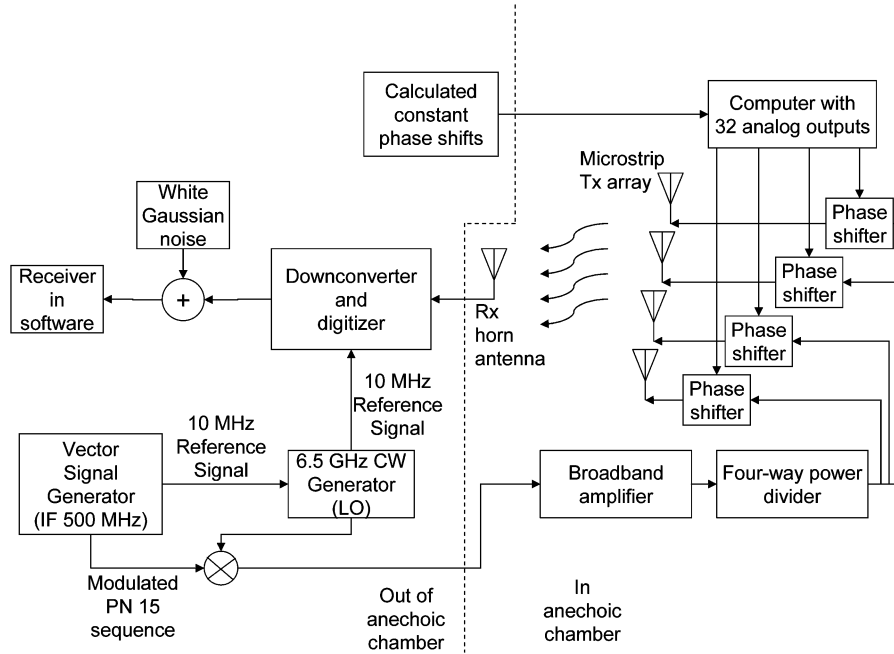 Calculated
constant
phase shifts
Computer with
32 analog outputs
Microstrip
Tx array
White
Gaussian
noise
Phase
shifter
Receiver
in
software
+
Downconverter
and
digitizer
Rx
horn
antenna
Phase
shifter
Phase
shifter
Phase
shifter
10 MHz
Reference
Signal
10 MHz
Reference
Signal
Vector
Signal
Generator
(IF 500 MHz)
6.5 GHz CW
Generator
(LO)
Broadband
amplifier
Four-way power
divider
Modulated
PN 15
sequence
Out of
anechoic
chamber
In
anechoic
chamber